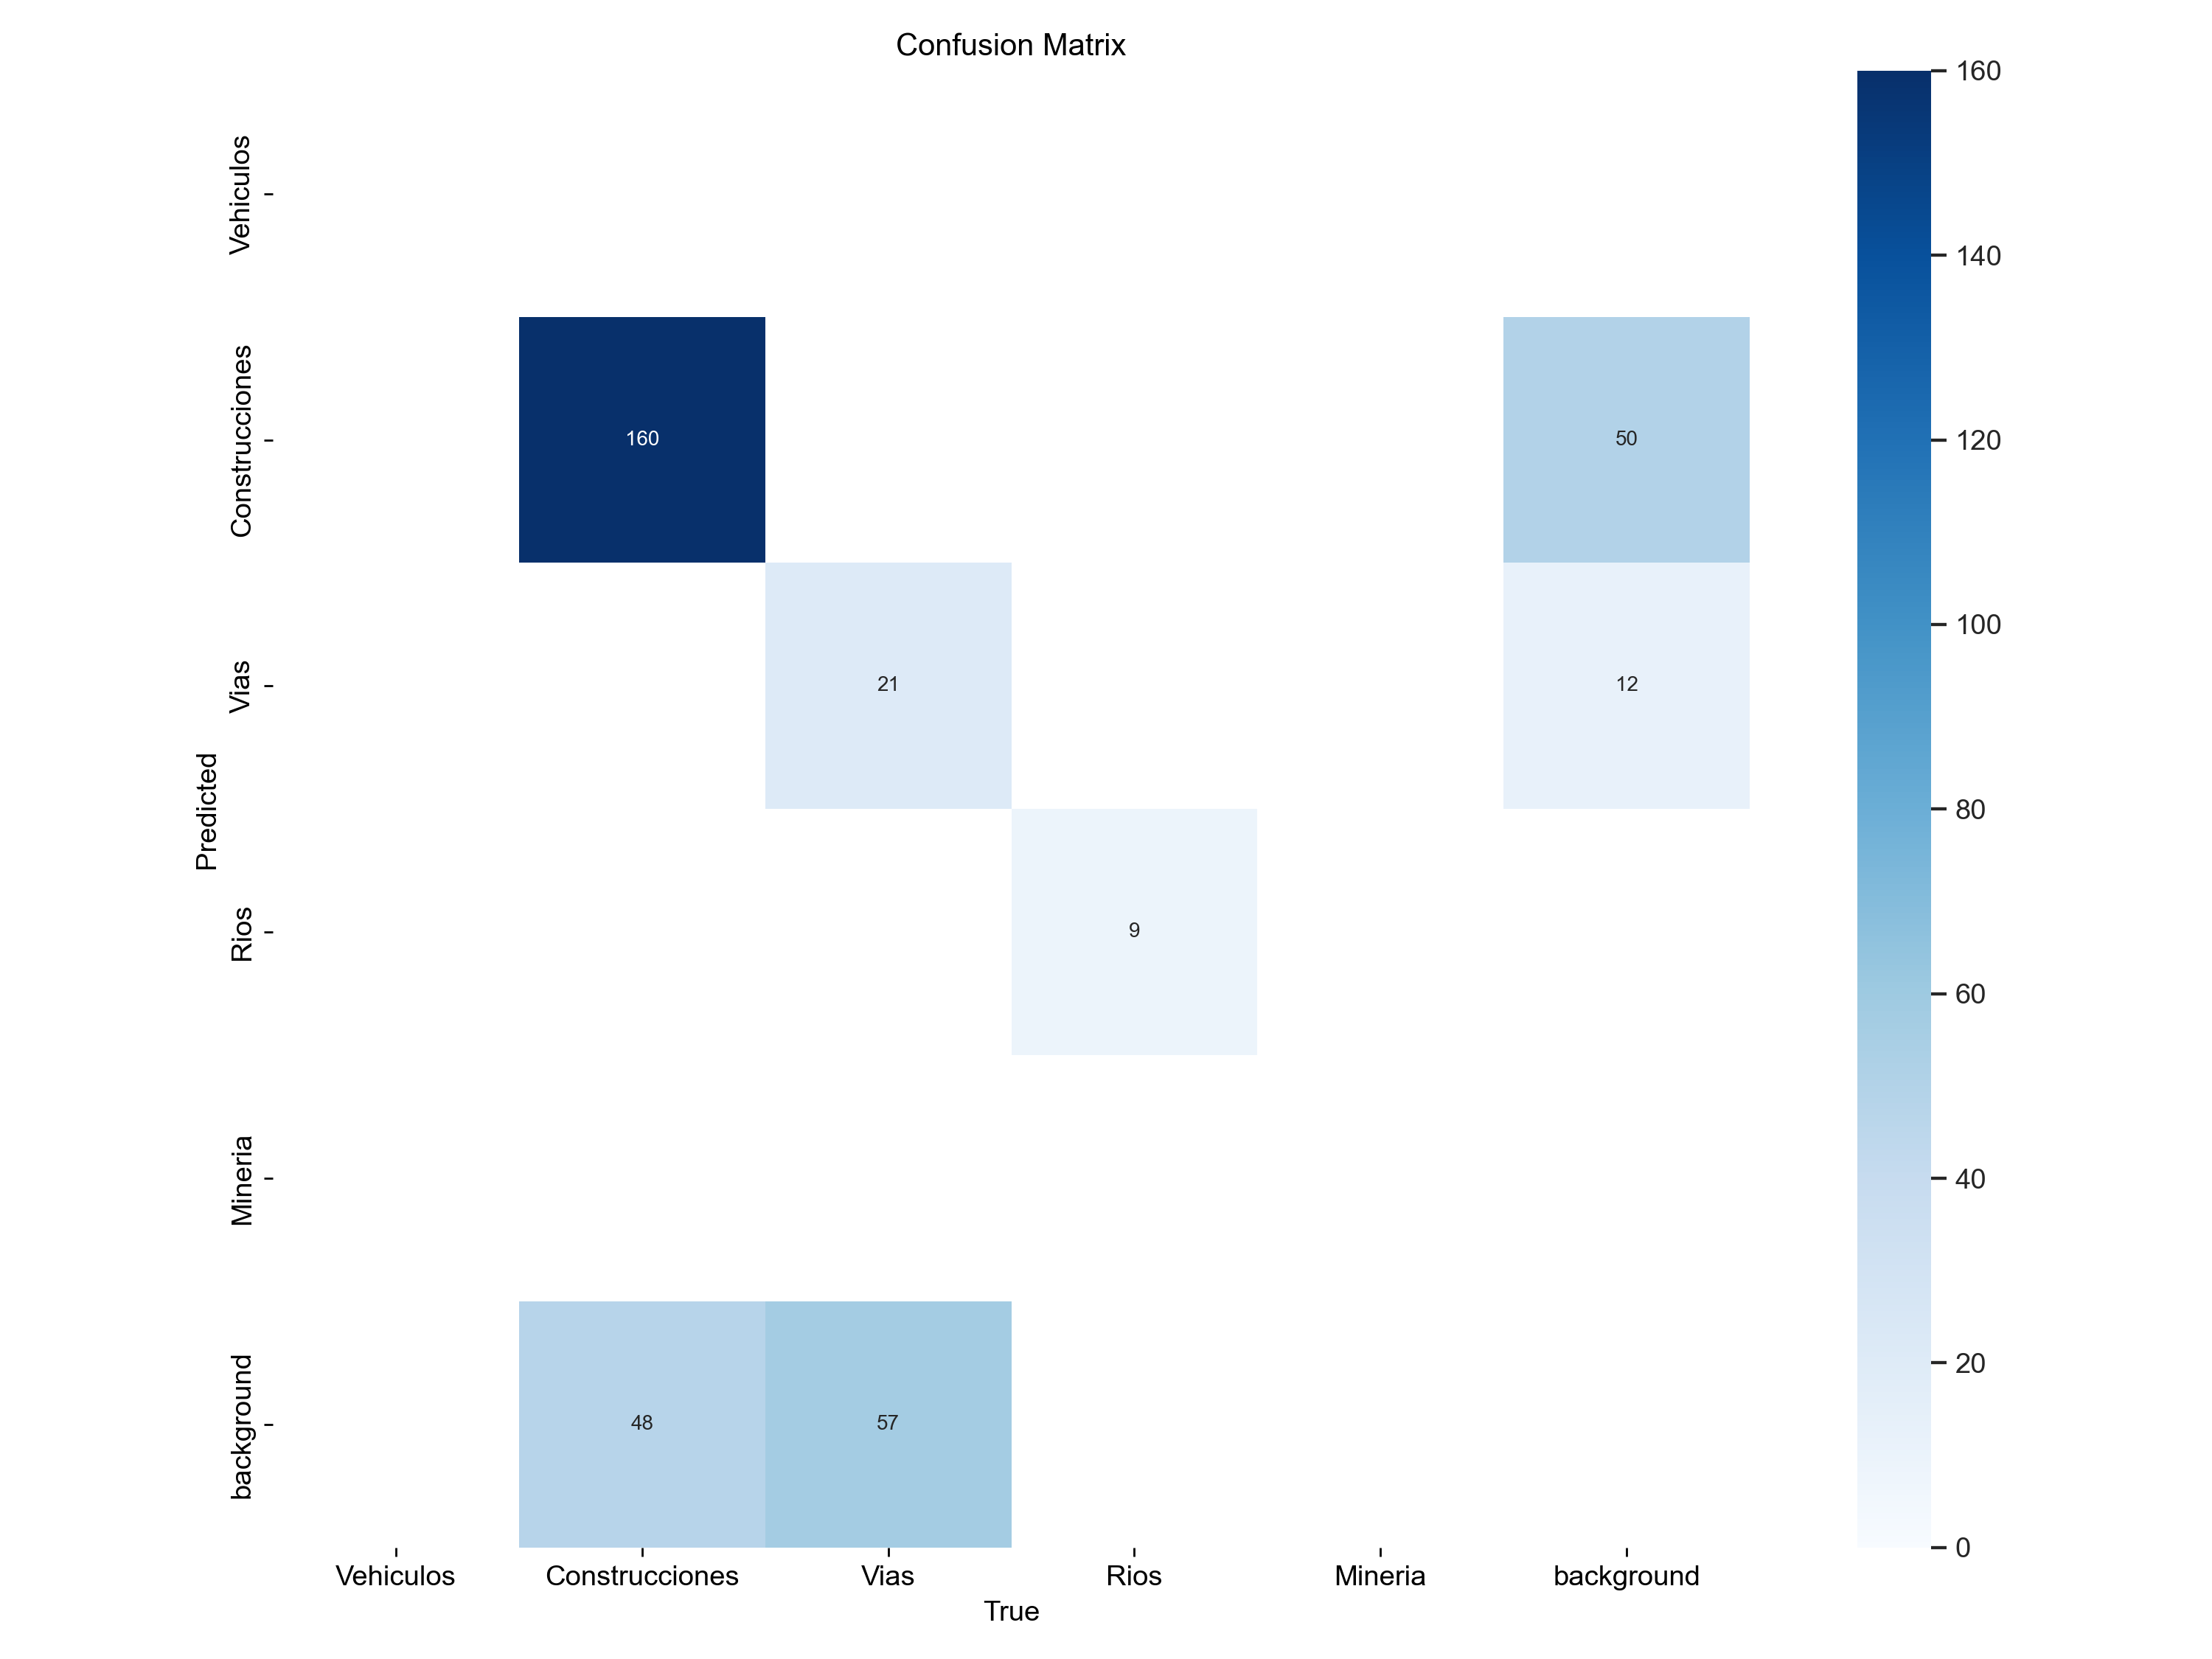 Confusion Matrix
Vehiculos
Construcciones
Vias
Rios
Mineria
background
Predicted
160
50
21
12
9
48
57
Vehiculos
Construcciones
Vias
Rios
Mineria
background
True
160
140
120
100
80
60
40
20
0